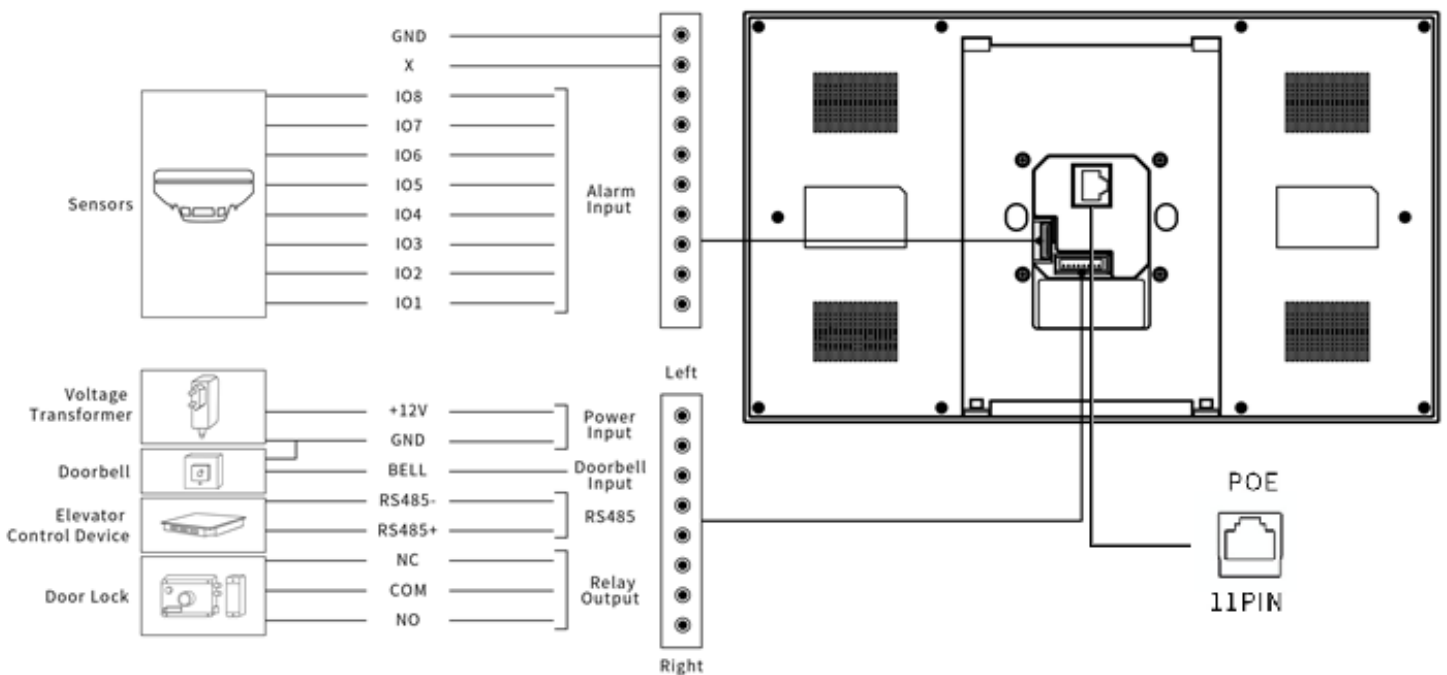 GND
X
IO8
IO7
IO6
IO5
IO4
IO3
IO2
IO1
Sensors
Alarm
Input
Left
Voltage
Transformer
+12V
GND
Power
Input
Doorbell
BELL
Doorbell
Input
Elevator
Control Device
RS485-
RS485+
RS485
Door Lock
NC
COM
NO
Relay
Output
Right
POE
11PIN